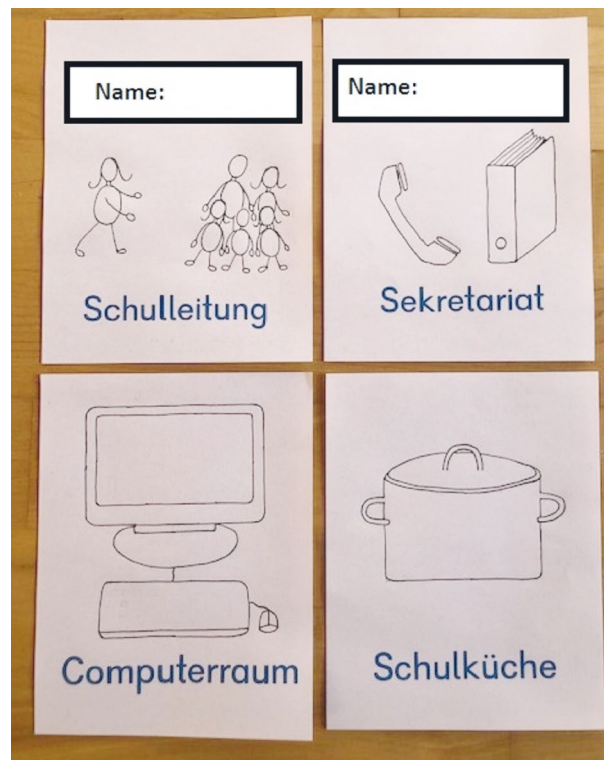 Name:
Schulleitung
Name:
Sekretariat
Computerraum
Schulküche